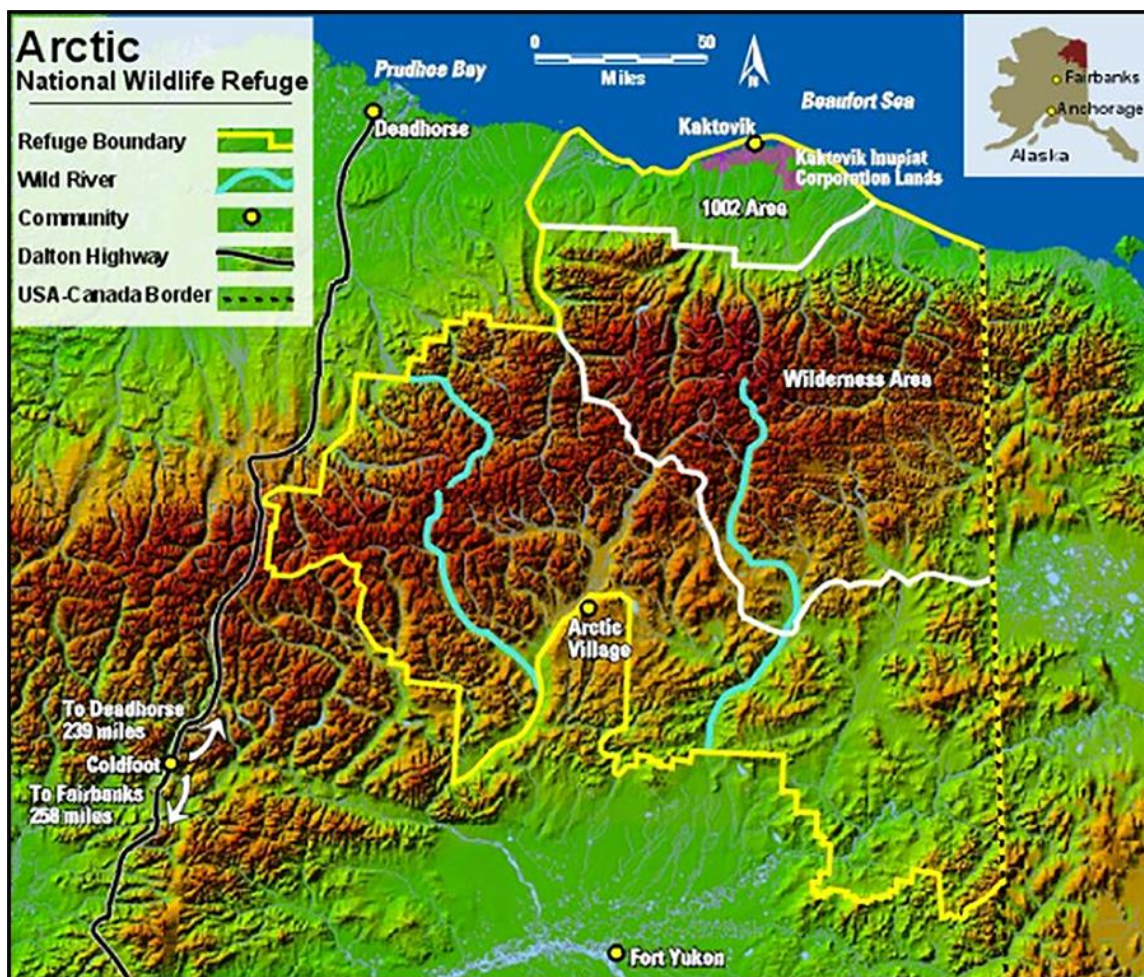 Arctic
National Wildlife Refuge
Refuge Boundary
Wild River
Community
Dalton Highway
USA-Canada Border
Prudhoe Bay
Deadhorse
0 50
Miles
N
Beaufort Sea
Kaktovik
Kaktovik Inupiat
Corporation Lands
1002 Area
Fairbanks
Anchorage
Alaska
Wilderness Area
Arctic
Village
To Deadhorse
239 miles
Coldfoot
To Fairbanks
258 miles
Fort Yukon